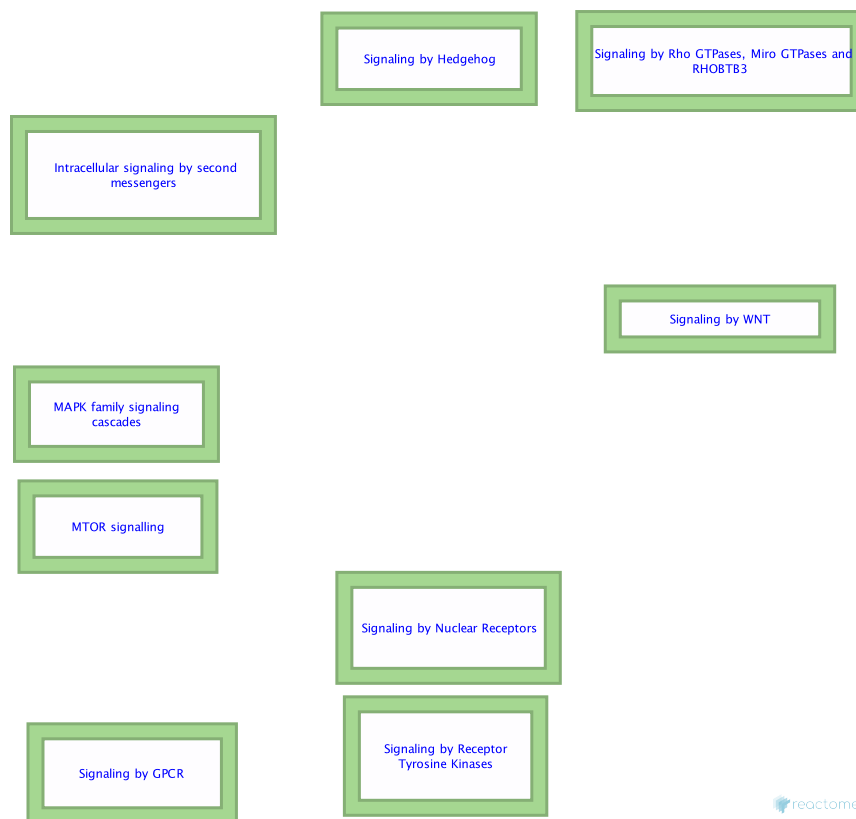 Signaling by Hedgehog
Signaling by Rho GTPases, Miro GTPases and
RHOBTB3
Intracellular signaling by second
messengers
Signaling by WNT
MAPK family signaling
cascades
MTOR signalling
Signaling by Nuclear Receptors
Signaling by Receptor
Tyrosine Kinases
Signaling by GPCR
reactome